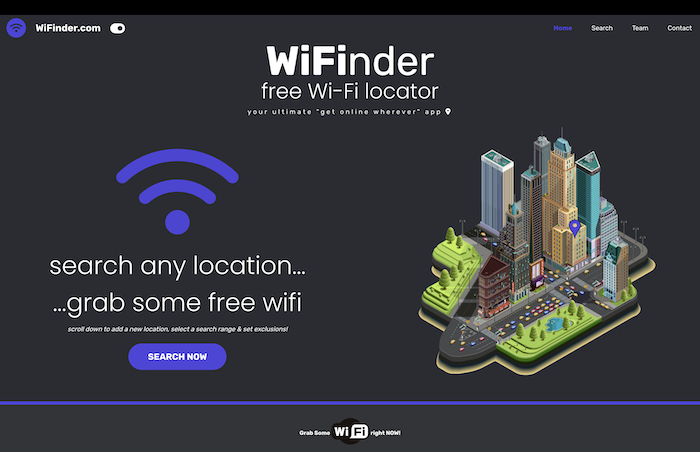 WiFinder.com
Home Search Team Contact
WiFinder
free Wi-Fi locator
your ultimate "get online wherever" app
search any location...
...grab some free wifi
scroll down to add a new location, select a search range & set exclusions!
SEARCH NOW
Grab Some Wi Fi right NOW!